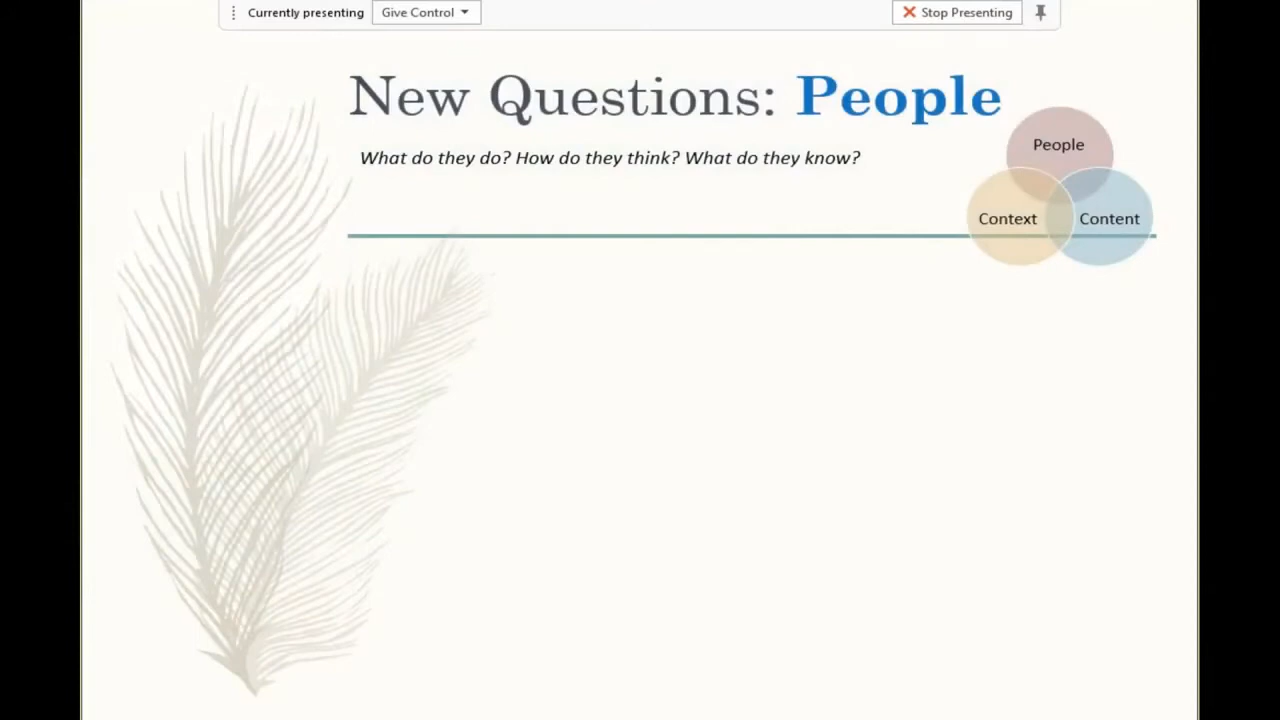 Currently presenting Give Control Stop Presenting
New Questions: People
What do they do? How do they think? What do they know?
People
Context Content